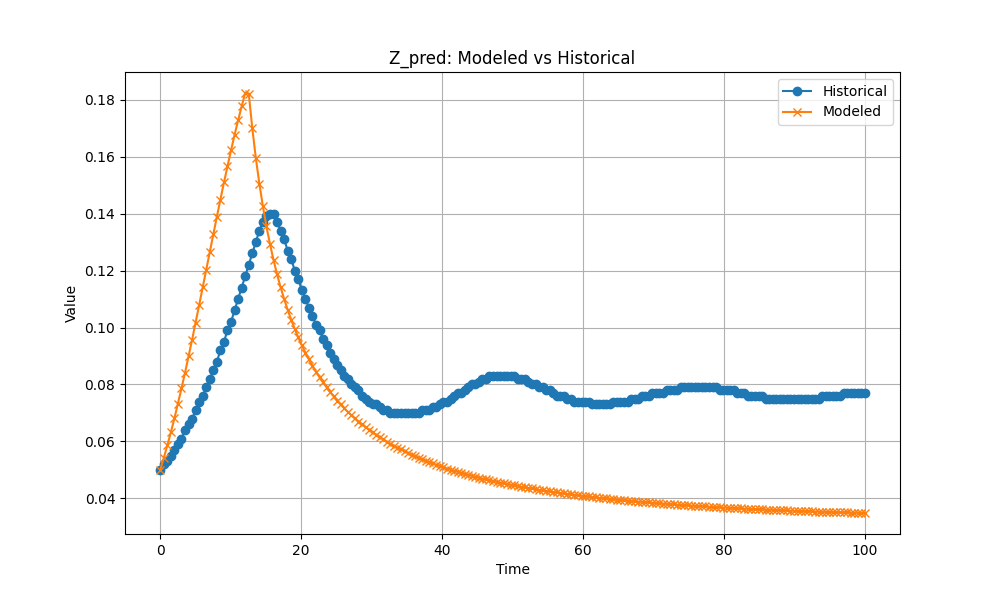 Z_pred: Modeled vs Historical
Historical
Modeled
Value
0.18
0.16
0.14
0.12
0.10
0.08
0.06
0.04
0 20 40 60 80 100
Time